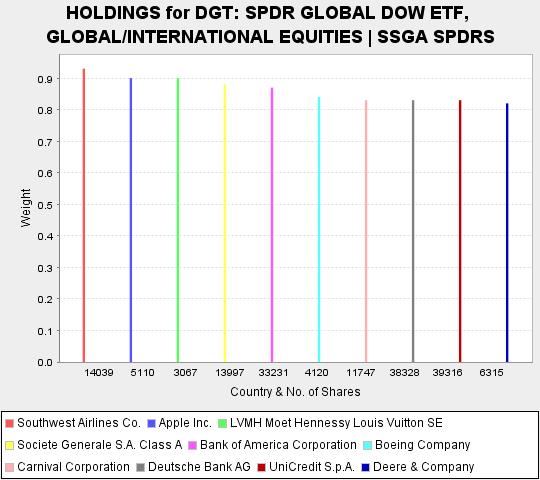 HOLDINGS for DGT: SPDR GLOBAL DOW ETF,
GLOBAL/INTERNATIONAL EQUITIES | SSGA SPDRS
0.9
0.8
0.7
0.6
0.5
0.4
0.3
0.2
0.1
0.0
Weight
14039 5110 3067 13997 33231 4120 11747 38328 39316 6315
Country & No. of Shares
Southwest Airlines Co. Apple Inc. LVMH Moet Hennessy Louis Vuitton SE
Societe Generale S.A. Class A Bank of America Corporation Boeing Company
Carnival Corporation Deutsche Bank AG UniCredit S.p.A. Deere & Company